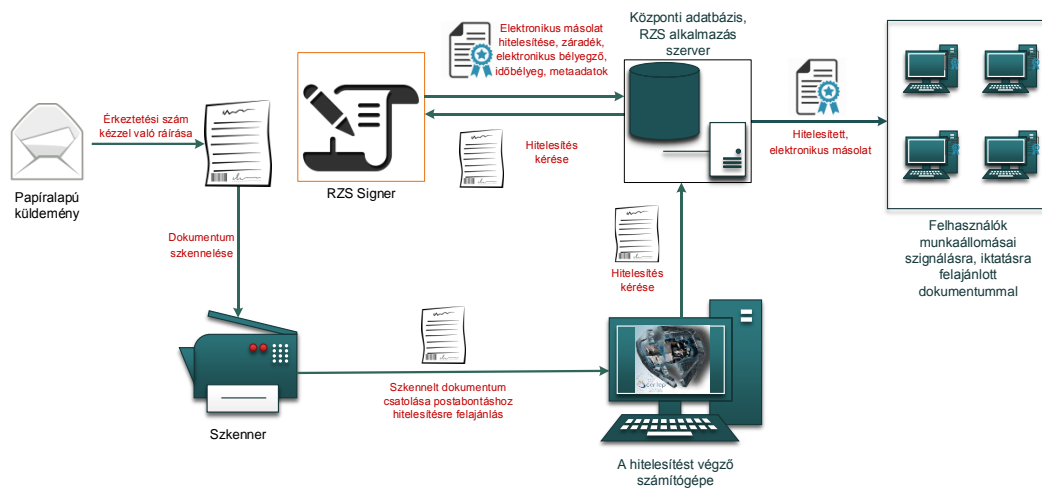 Elektronikus másolat
hitelesítése, záradék,
elektronikus bélyegző,
időbélyeg, metaadatok
Központi adatbázis,
RZS alkalmazás
szerver
Érkeztetési szám
kézzel való ráírása
Papíralapú
küldemény
RZS Signer
Hitelesítés
kérése
Hitelesített,
elektronikus másolat
Felhasználók
munkaállomásai
szignálásra, iktatásra
felajánlott
dokumentummal
Dokumentum
szkennelése
Hitelesítés
kérése
Szkennelt dokumentum
csatolása postabontáshoz
hitelesítésre felajánlás
Szkenner
A hitelesítést végző
számítógépe